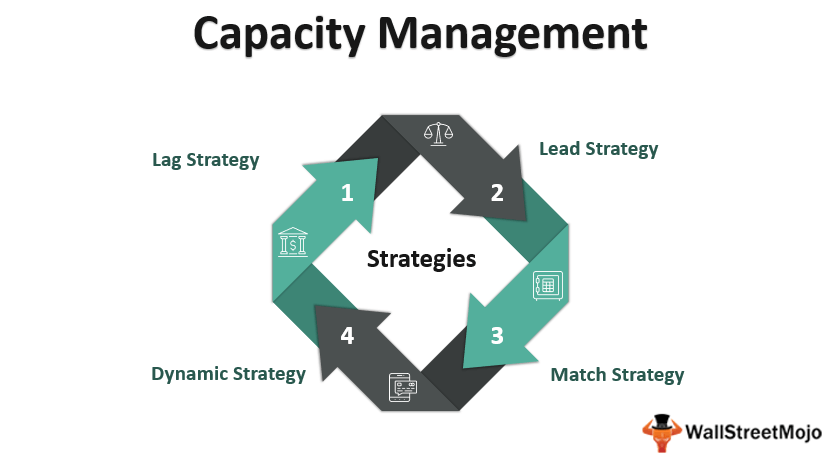 Capacity Management
Lag Strategy
Lead Strategy
1
2
$
Strategies
4
3
Dynamic Strategy
Match Strategy
WallStreetMojo